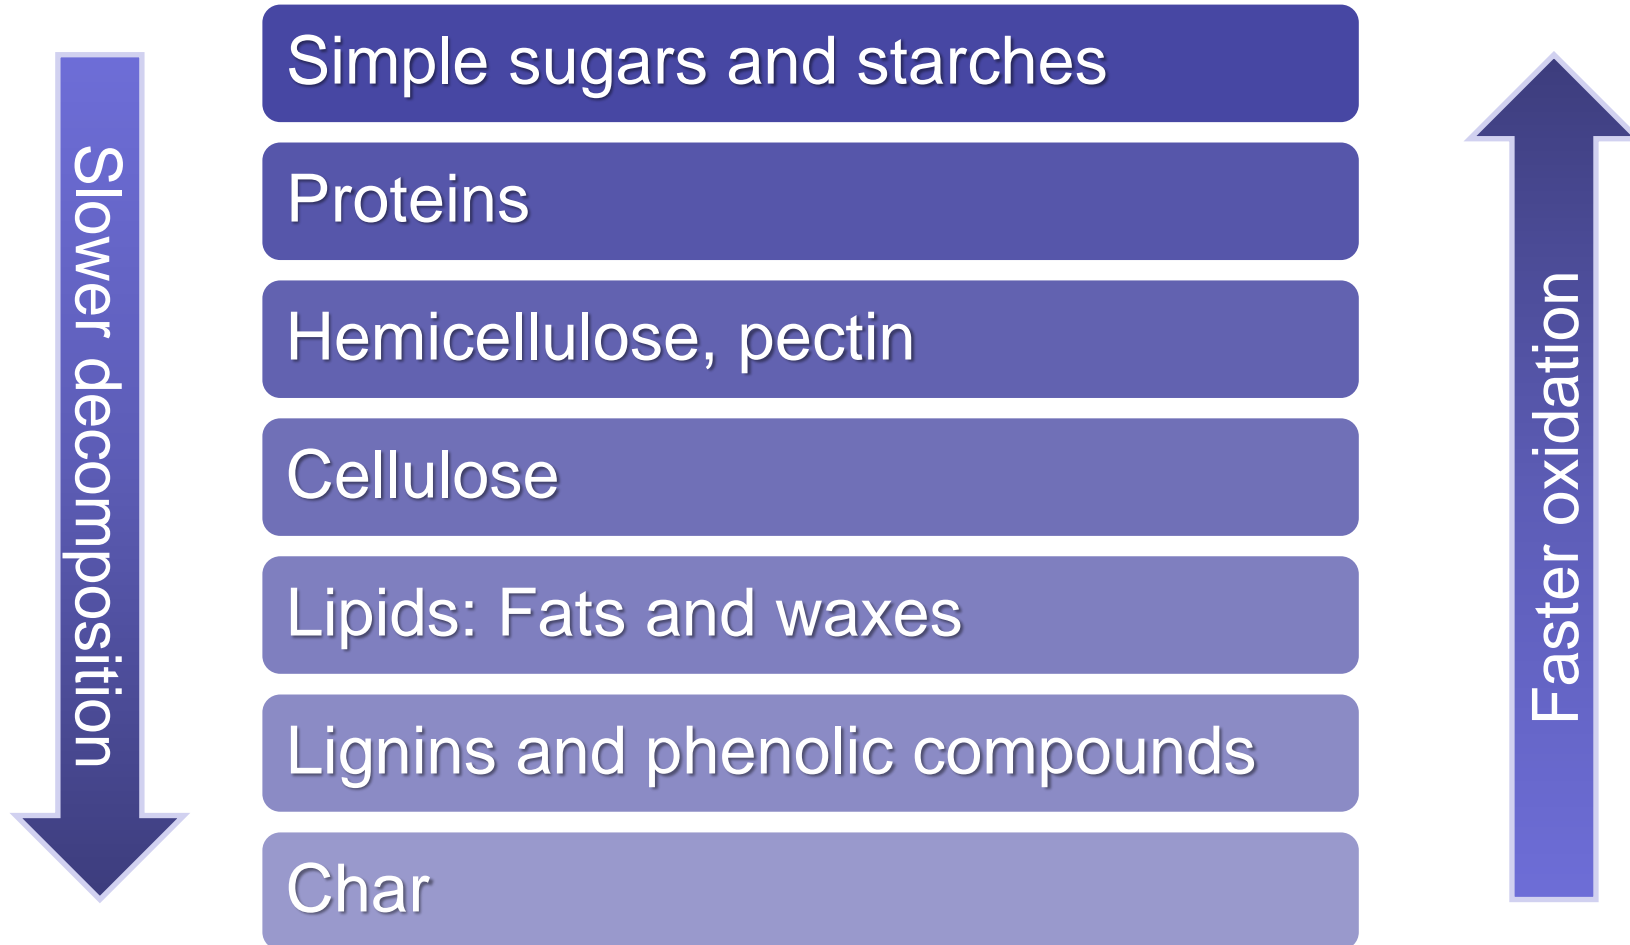 Slower decomposition
Simple sugars and starches
Proteins
Hemicellulose, pectin
Cellulose
Lipids: Fats and waxes
Lignins and phenolic compounds
Char
Faster oxidation